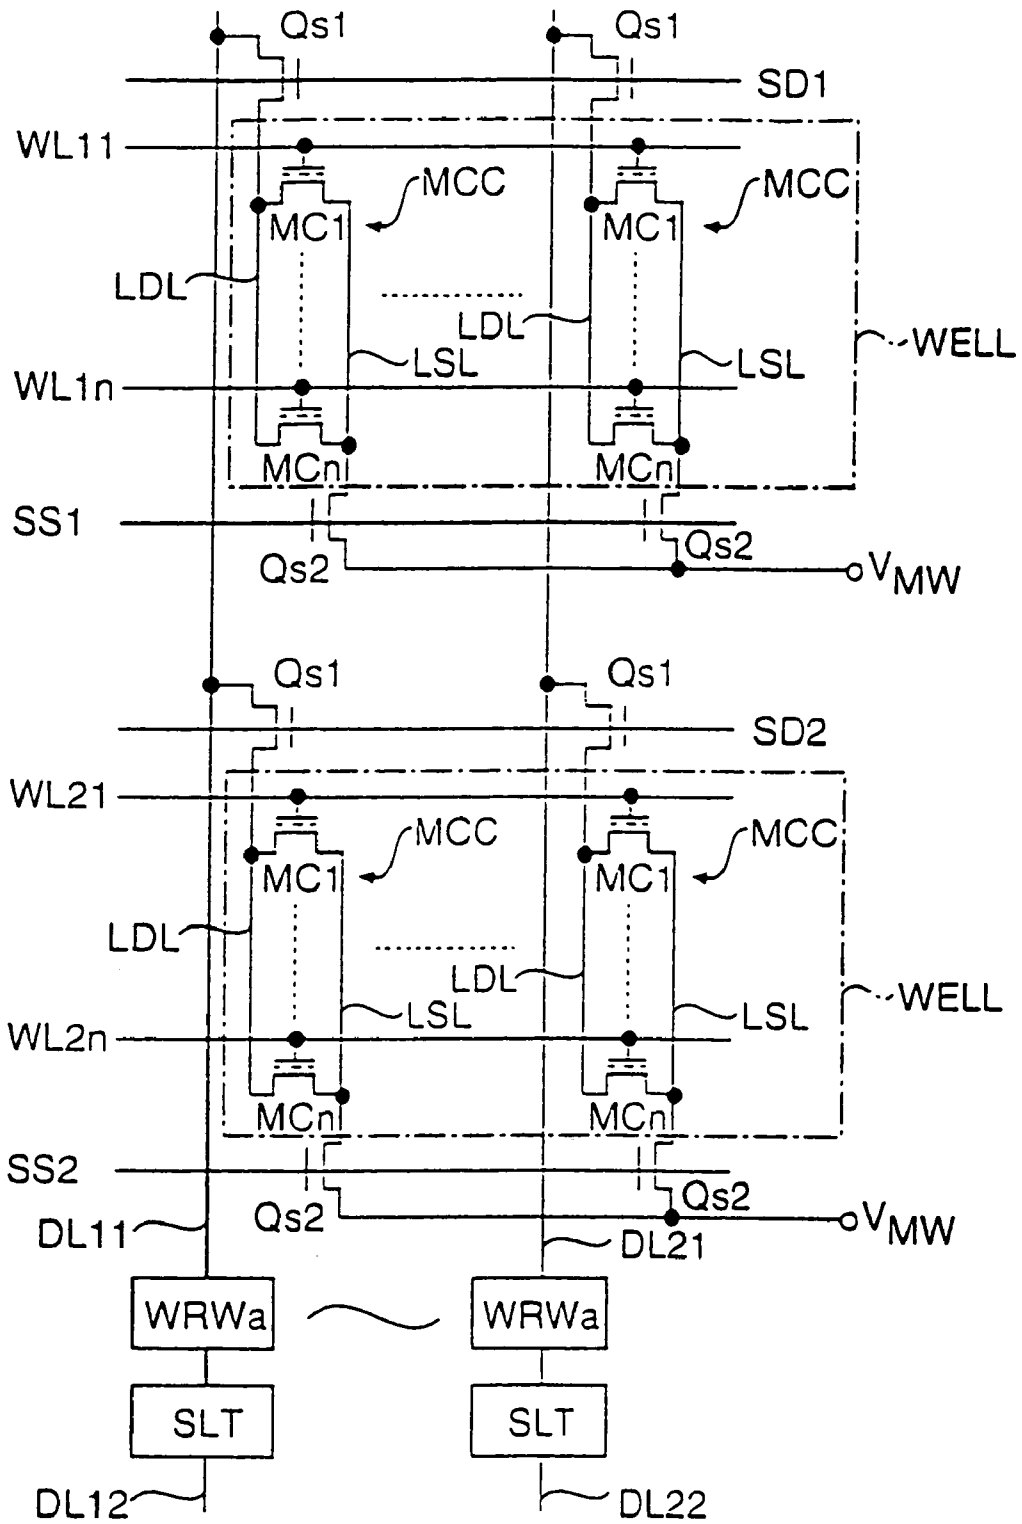 Qs1 Qs1
SD1
WL11
MCC MCC
MC1 MC1
LDL
LDL
WELL
LSL LSL
WL1n
MCn MCn
SS1
Qs2 Qs2
VMW
Qs1 Qs1
SD2
WL21
MCC MCC
MC1 MC1
LDL
LDL
WELL
LSL LSL
WL2n
MCn MCn
SS2
Qs2 Qs2
VMW
DL11 DL21
WRWa WRWa
SLT SLT
DL12 DL22